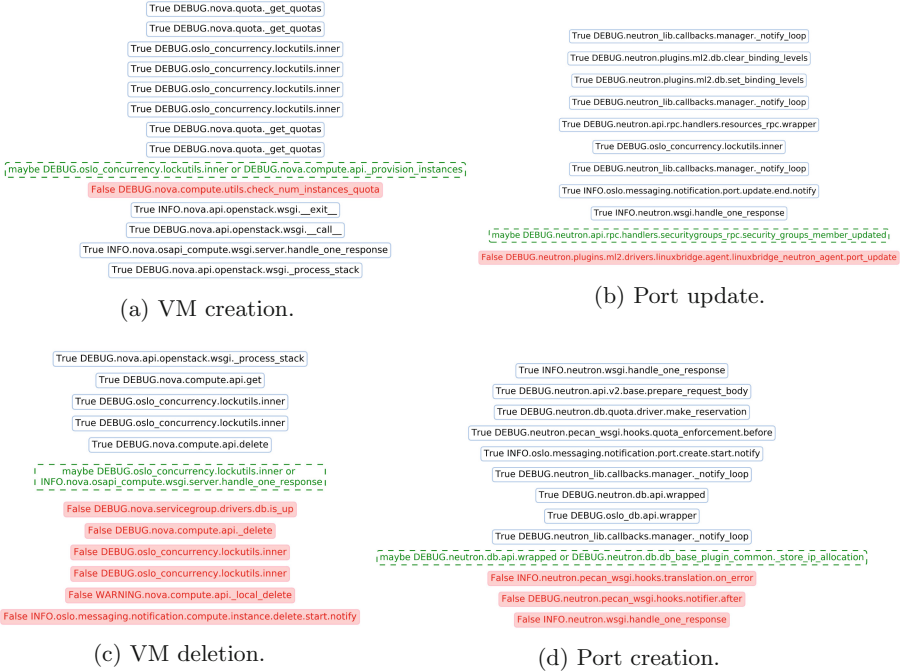 True DEBUG.nova.quota._get_quotas
True DEBUG.nova.quota._get_quotas
True DEBUG.oslo_concurrency.lockutils.inner
True DEBUG.oslo_concurrency.lockutils.inner
True DEBUG.oslo_concurrency.lockutils.inner
True DEBUG.oslo_concurrency.lockutils.inner
True DEBUG.nova.quota._get_quotas
True DEBUG.nova.quota._get_quotas
maybe DEBUG.oslo_concurrency.lockutils.inner or DEBUG.nova.compute.api._provision_instances
False DEBUG.nova.compute.utils.check_num_instances_quota
True INFO.nova.api.openstack.wsgi.__exit__
True DEBUG.nova.api.openstack.wsgi.__call__
True INFO.nova.osapi_compute.wsgi.server.handle_one_response
True DEBUG.nova.api.openstack.wsgi._process_stack
(a) VM creation.
True DEBUG.neutron_lib.callbacks.manager._notify_loop
True DEBUG.neutron.plugins.ml2.db.clear_binding_levels
True DEBUG.neutron.plugins.ml2.db.set_binding_levels
True DEBUG.neutron_lib.callbacks.manager._notify_loop
True DEBUG.neutron.api.rpc.handlers.resources_rpc.wrapper
True DEBUG.oslo_concurrency.lockutils.inner
True DEBUG.neutron_lib.callbacks.manager._notify_loop
True INFO.oslo.messaging.notification.port.update.end.notify
True INFO.neutron.wsgi.handle_one_response
maybe DEBUG.neutron.api.rpc.handlers.securitygroups_rpc.security_groups_member_updated
False DEBUG.neutron.plugins.ml2.drivers.linuxbridge.agent.linuxbridge_neutron_agent.port_update
(b) Port update.
True DEBUG.nova.api.openstack.wsgi._process_stack
True DEBUG.nova.compute.api.get
True DEBUG.oslo_concurrency.lockutils.inner
True DEBUG.oslo_concurrency.lockutils.inner
True DEBUG.nova.compute.api.delete
maybe DEBUG.oslo_concurrency.lockutils.inner or
INFO.nova.osapi_compute.wsgi.server.handle_one_response
False DEBUG.nova.servicegroup.drivers.db.is_up
False DEBUG.nova.compute.api._delete
False DEBUG.oslo_concurrency.lockutils.inner
False DEBUG.oslo_concurrency.lockutils.inner
False WARNING.nova.compute.api._local_delete
False INFO.oslo.messaging.notification.compute.instance.delete.start.notify
(c) VM deletion.
True INFO.neutron.wsgi.handle_one_response
True DEBUG.neutron.api.v2.base.prepare_request_body
True DEBUG.neutron.db.quota.driver.make_reservation
True DEBUG.neutron.pecan_wsgi.hooks.quota_enforcement.before
True INFO.oslo.messaging.notification.port.create.start.notify
True DEBUG.neutron_lib.callbacks.manager._notify_loop
True DEBUG.neutron.db.api.wrapped
True DEBUG.oslo_db.api.wrapper
True DEBUG.neutron_lib.callbacks.manager._notify_loop
maybe DEBUG.neutron.db.api.wrapped or DEBUG.neutron.db.db_base_plugin_common._store_ip_allocation
False INFO.neutron.pecan_wsgi.hooks.translation.on_error
False DEBUG.neutron.pecan_wsgi.hooks.notifier.after
False INFO.neutron.wsgi.handle_one_response
(d) Port creation.